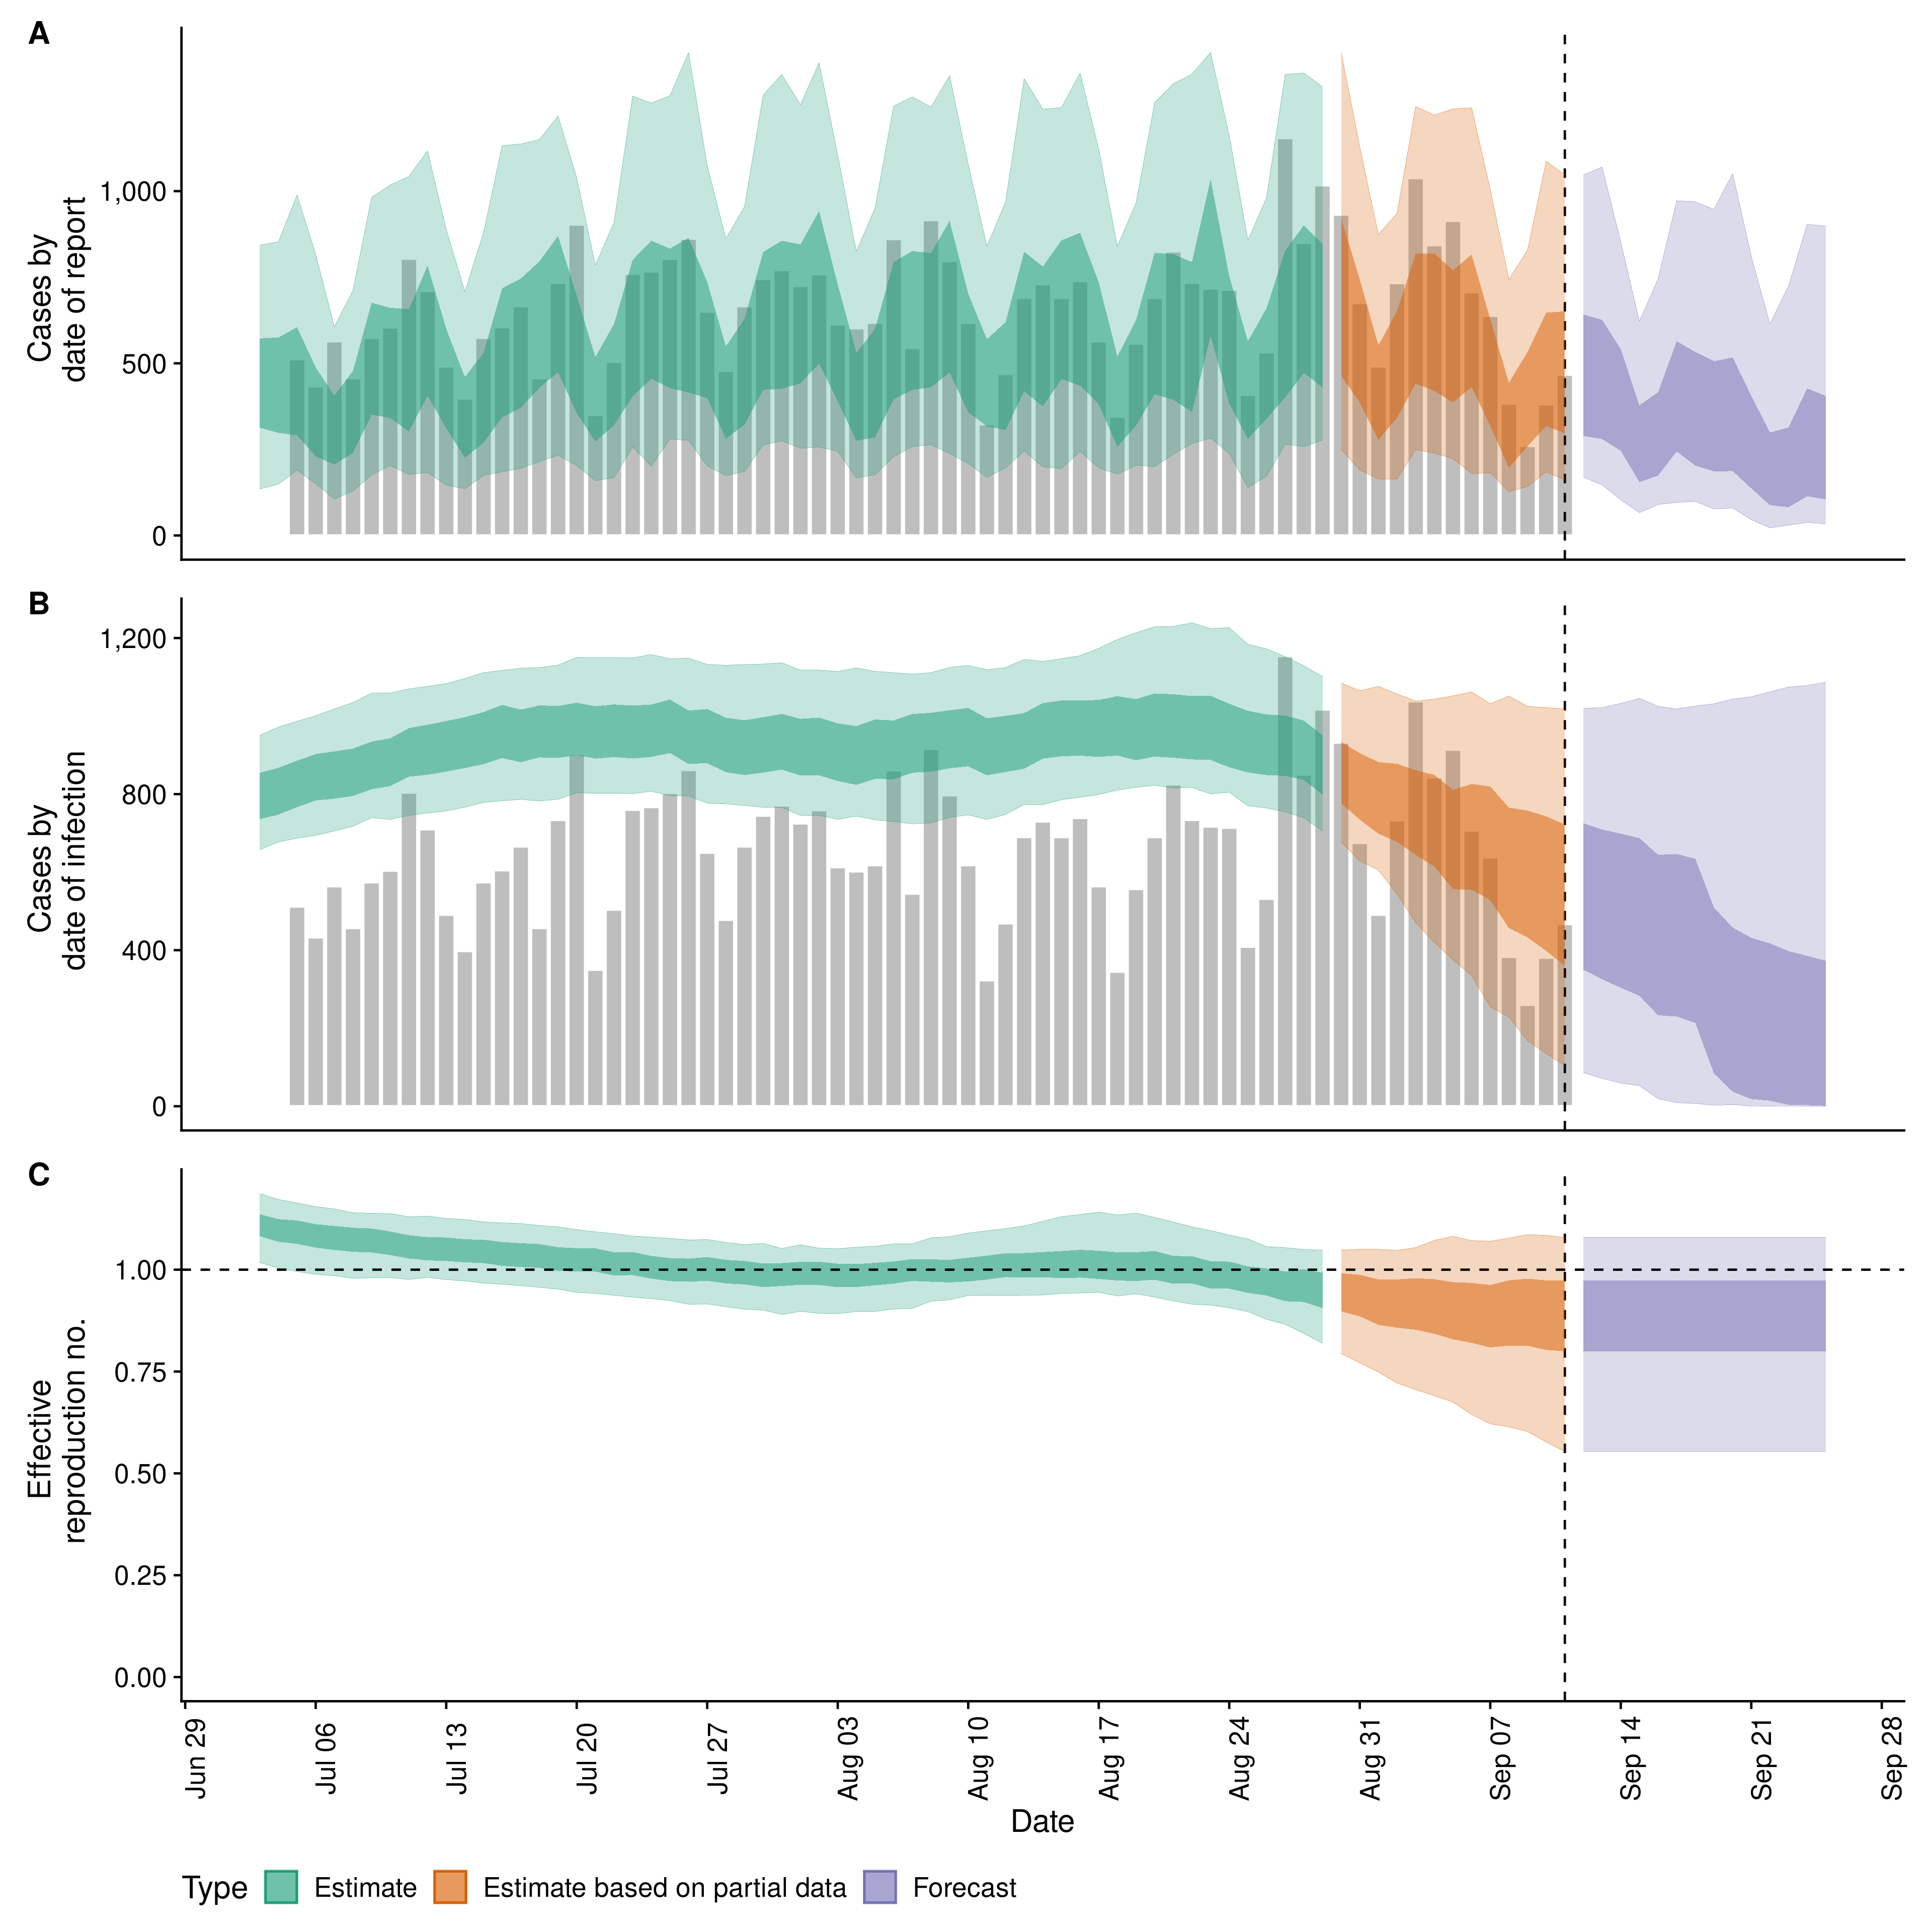 A
Cases by
date of report
1,000
500
0
B
Cases by
date of infection
1,200
800
400
0
C
Effective
reproduction no.
1.00
0.75
0.50
0.25
0.00
Jun 29
Jul 06
Jul 13
Jul 20
Jul 27
Aug 03
Aug 10
Aug 17
Aug 24
Aug 31
Sep 07
Sep 14
Sep 21
Sep 28
Date
Type Estimate Estimate based on partial data Forecast